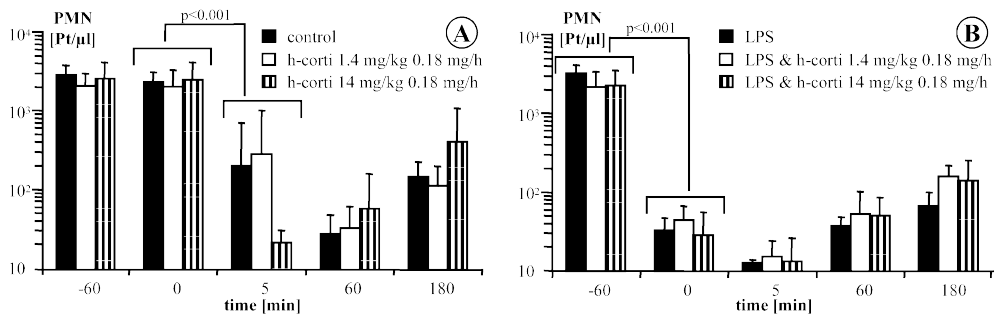 PMN
[Pt/µl]
p<0.001
A
control
h-corti 1.4 mg/kg 0.18 mg/h
h-corti 14 mg/kg 0.18 mg/h
10⁴
10³
10²
10
-60 0 5 60 180
time [min]
PMN
[Pt/µl]
p<0.001
B
LPS
LPS & h-corti 1.4 mg/kg 0.18 mg/h
LPS & h-corti 14 mg/kg 0.18 mg/h
10⁴
10³
10²
10
-60 0 5 60 180
time [min]